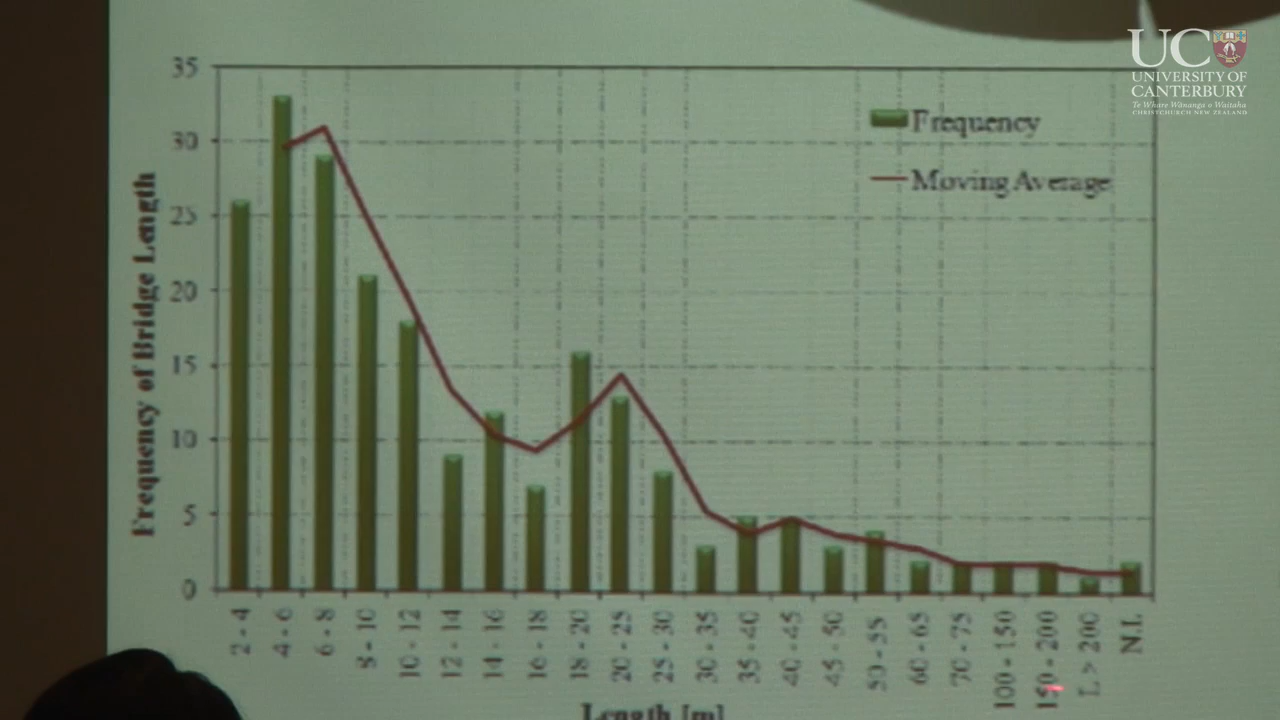 UC
UNIVERSITY OF
CANTERBURY
Te Whare Wānanga o Waitaha
CHRISTCHURCH NEW ZEALAND
Frequency
Moving Average
Frequency of Bridge Length
35
30
25
20
15
10
5
0
2 - 4
4 - 6
6 - 8
8 - 10
10 - 12
12 - 14
14 - 16
16 - 18
18 - 20
20 - 25
25 - 30
30 - 35
35 - 40
40 - 45
45 - 50
50 - 55
60 - 65
70 - 75
100 - 150
150 - 200
L > 200
N.I.
Length [m]